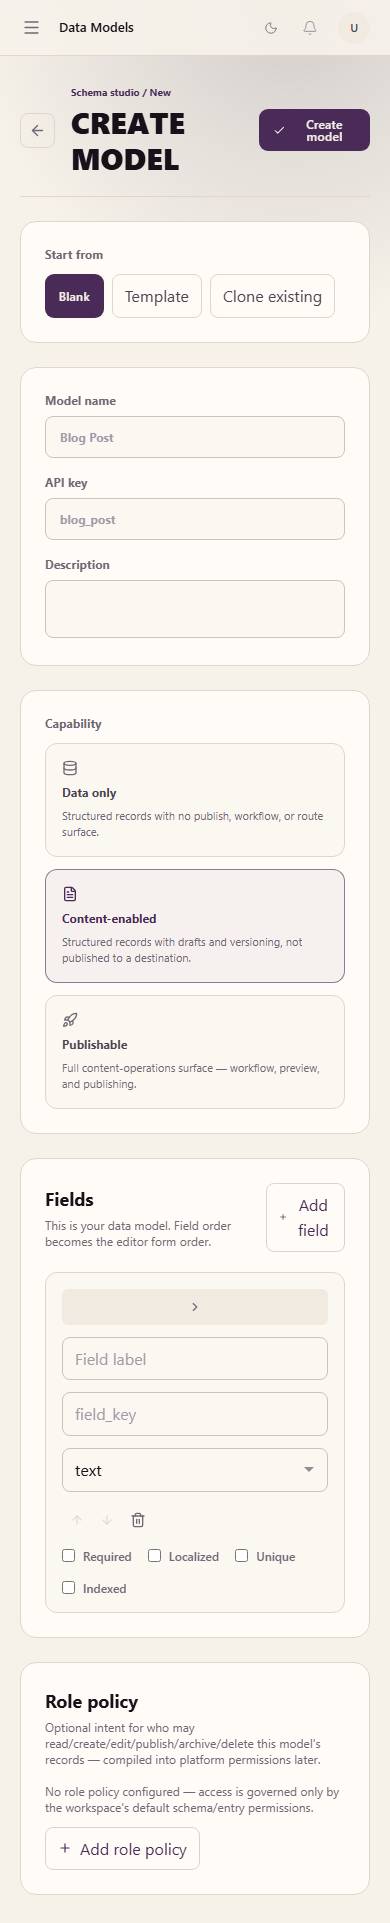 Data Models
U
Schema studio / New
CREATE
MODEL
Create
model
Start from
Blank
Template
Clone existing
Model name
Blog Post
API key
blog_post
Description
Capability
Data only
Structured records with no publish, workflow, or route
surface.
Content-enabled
Structured records with drafts and versioning, not
published to a destination.
Publishable
Full content-operations surface — workflow, preview,
and publishing.
Fields
This is your data model. Field order
becomes the editor form order.
Add
field
Field label
field_key
text
Required
Localized
Unique
Indexed
Role policy
Optional intent for who may
read/create/edit/publish/archive/delete this model's
records — compiled into platform permissions later.
No role policy configured — access is governed only by
the workspace's default schema/entry permissions.
Add role policy